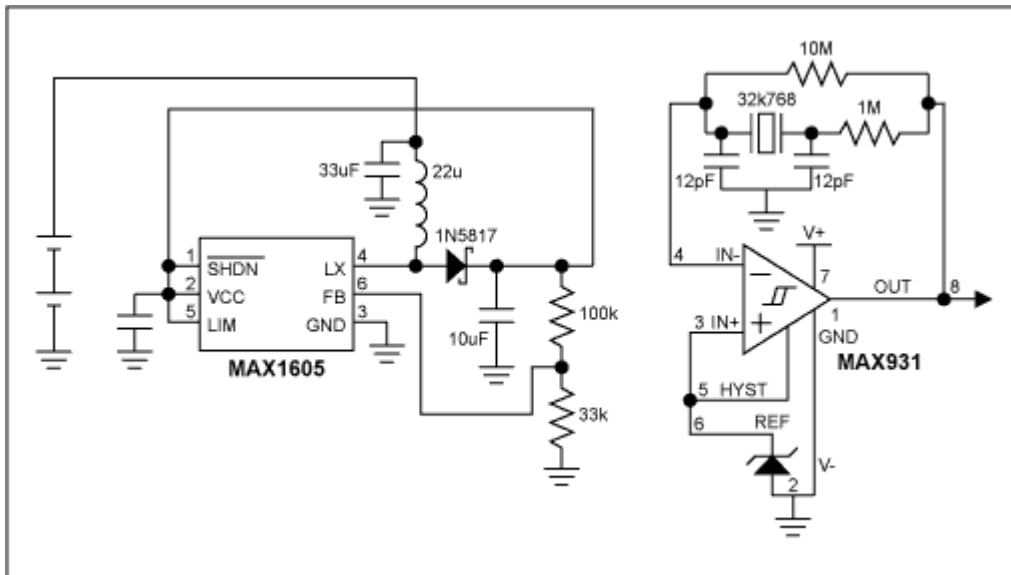 10M
32k768
1M
12pF
12pF
33uF
22u
1N5817
V+
1
SHDN
LX
4
2
VCC
FB
6
5
LIM
GND
3
MAX1605
10uF
100k
33k
4
IN-
7
OUT
8
3
IN+
1
GND
MAX931
5
HYST
6
REF
V-
2